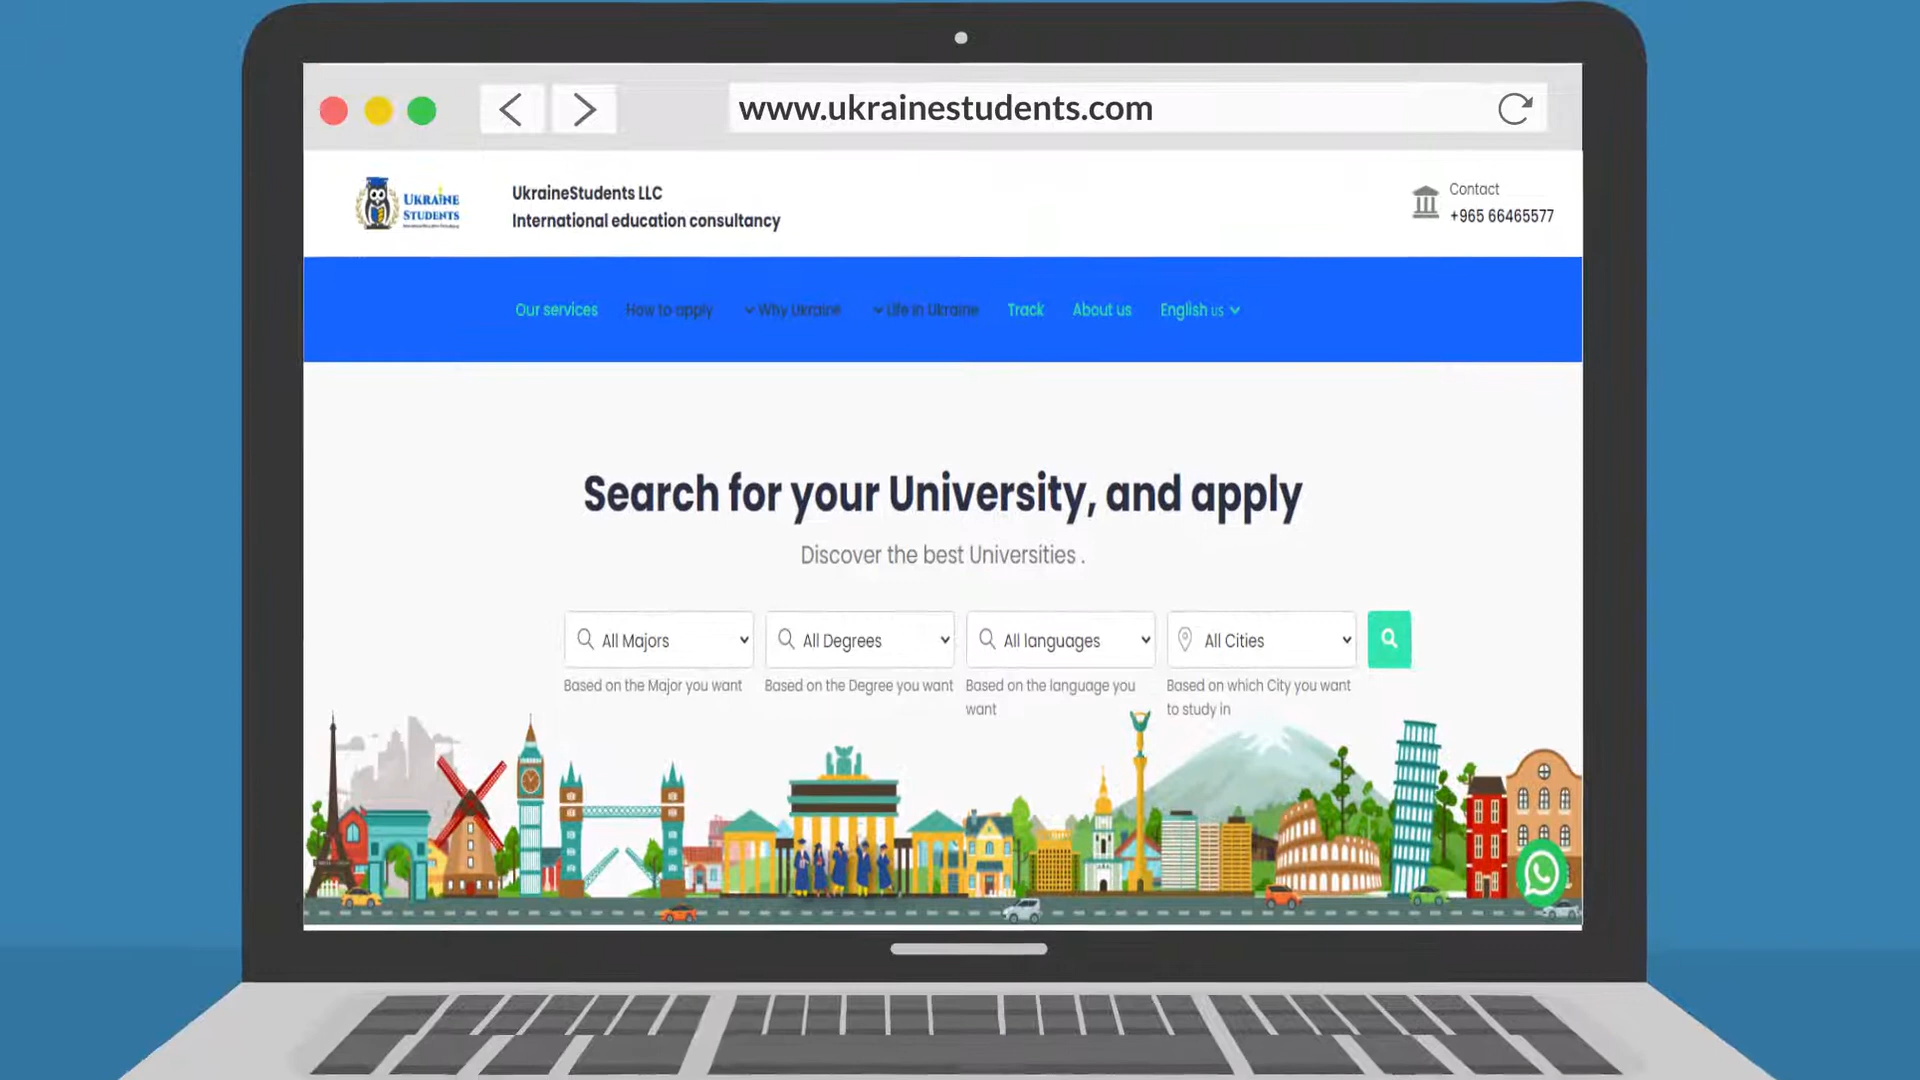 www.ukrainestudents.com
UKRAINE
STUDENTS
UkraineStudents LLC
International education consultancy
Contact
+965 66465577
Our services
How to apply
Why Ukraine
Life in Ukraine
Track
About us
English us
Search for your University, and apply
Discover the best Universities .
All Majors
All Degrees
All languages
All Cities
Based on the Major you want
Based on the Degree you want
Based on the language you
want
Based on which City you want
to study in